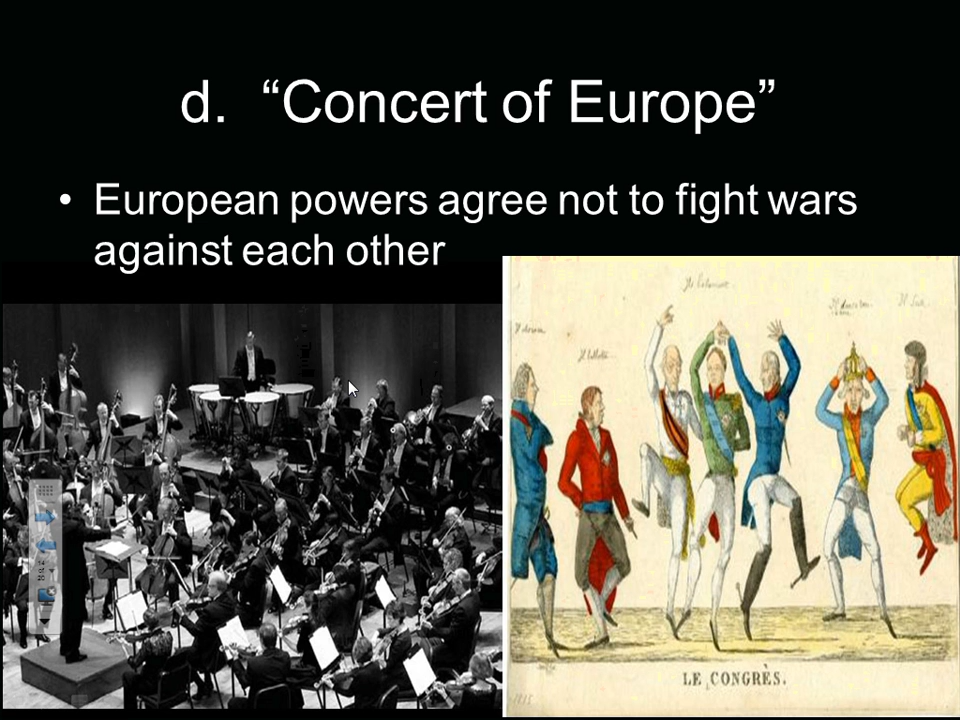 d. “Concert of Europe”
• European powers agree not to fight wars
against each other
LE CONGRÈS.